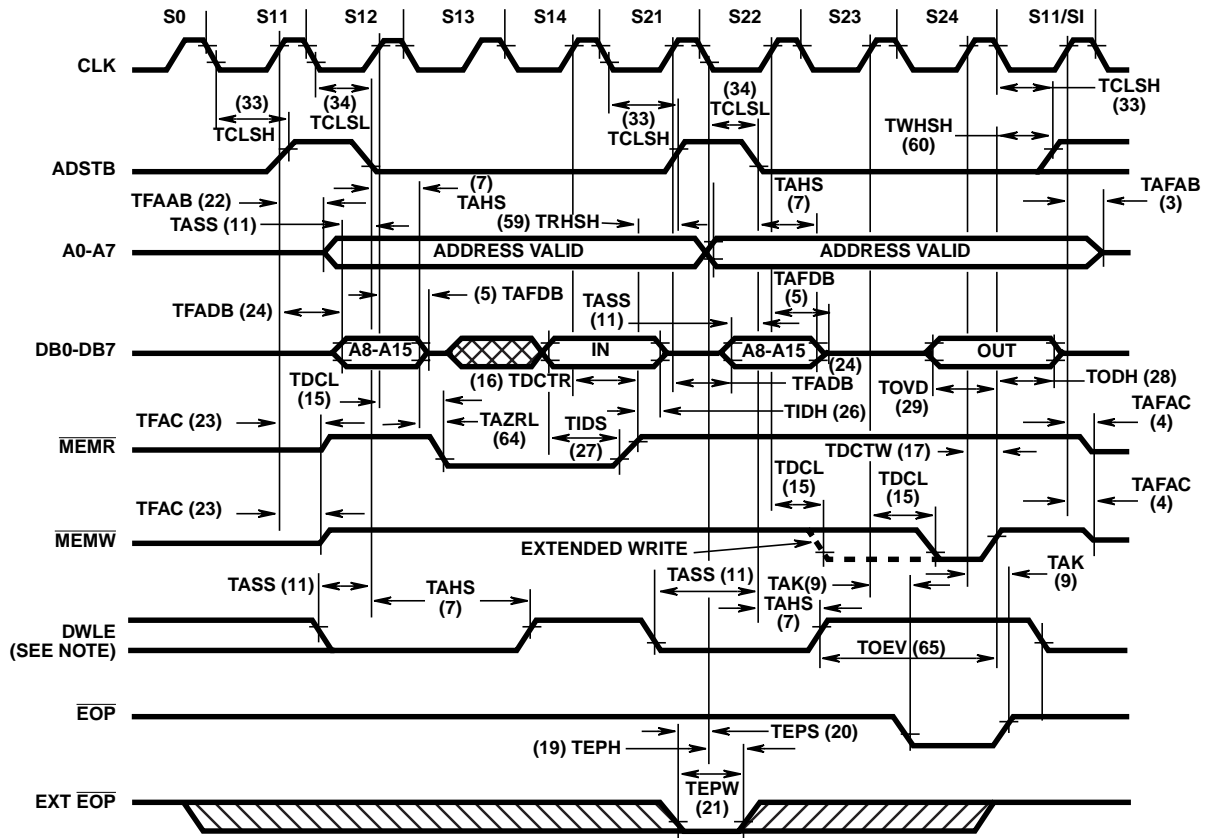 S0 S11 S12 S13 S14 S21 S22 S23 S24 S11/SI
CLK
(33)
TCLSH
(34)
TCLSL
(33)
TCLSH
(34)
TCLSL
TCLSH
(33)
TWHSH
(60)
ADSTB
TFAAB (22)
(7)
TAHS
TAHS
(7)
TAFAB
(3)
TASS (11)
(59) TRHSH
A0-A7
ADDRESS VALID
ADDRESS VALID
TFADB (24)
(5) TAFDB
TASS
(11)
TAFDB
(5)
DB0-DB7
A8-A15
IN
A8-A15
OUT
(24)
TFADB
TDCL
(15)
(16) TDCTR
TOVD
(29)
TODH (28)
TIDH (26)
TFAC (23)
TAZRL
(64)
TIDS
(27)
TAFAC
(4)
MEMR
TDCTW (17)
TDCL
(15)
TDCL
(15)
TFAC (23)
TAFAC
(4)
MEMW
EXTENDED WRITE
TASS (11)
TAHS
(7)
TASS (11)
TAK(9)
TAK
(9)
TAHS
(7)
DWLE
(SEE NOTE)
TOEV (65)
EOP
TEPS (20)
(19) TEPH
TEPW
(21)
EXT EOP